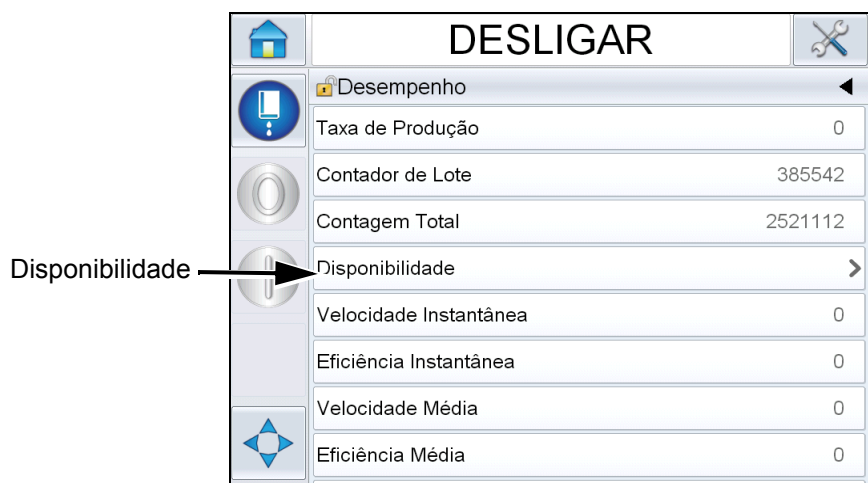 DESLIGAR
Desempenho
Taxa de Produção 0
Contador de Lote 385542
Contagem Total 2521112
Disponibilidade
Disponibilidade
Velocidade Instantânea 0
Eficiência Instantânea 0
Velocidade Média 0
Eficiência Média 0